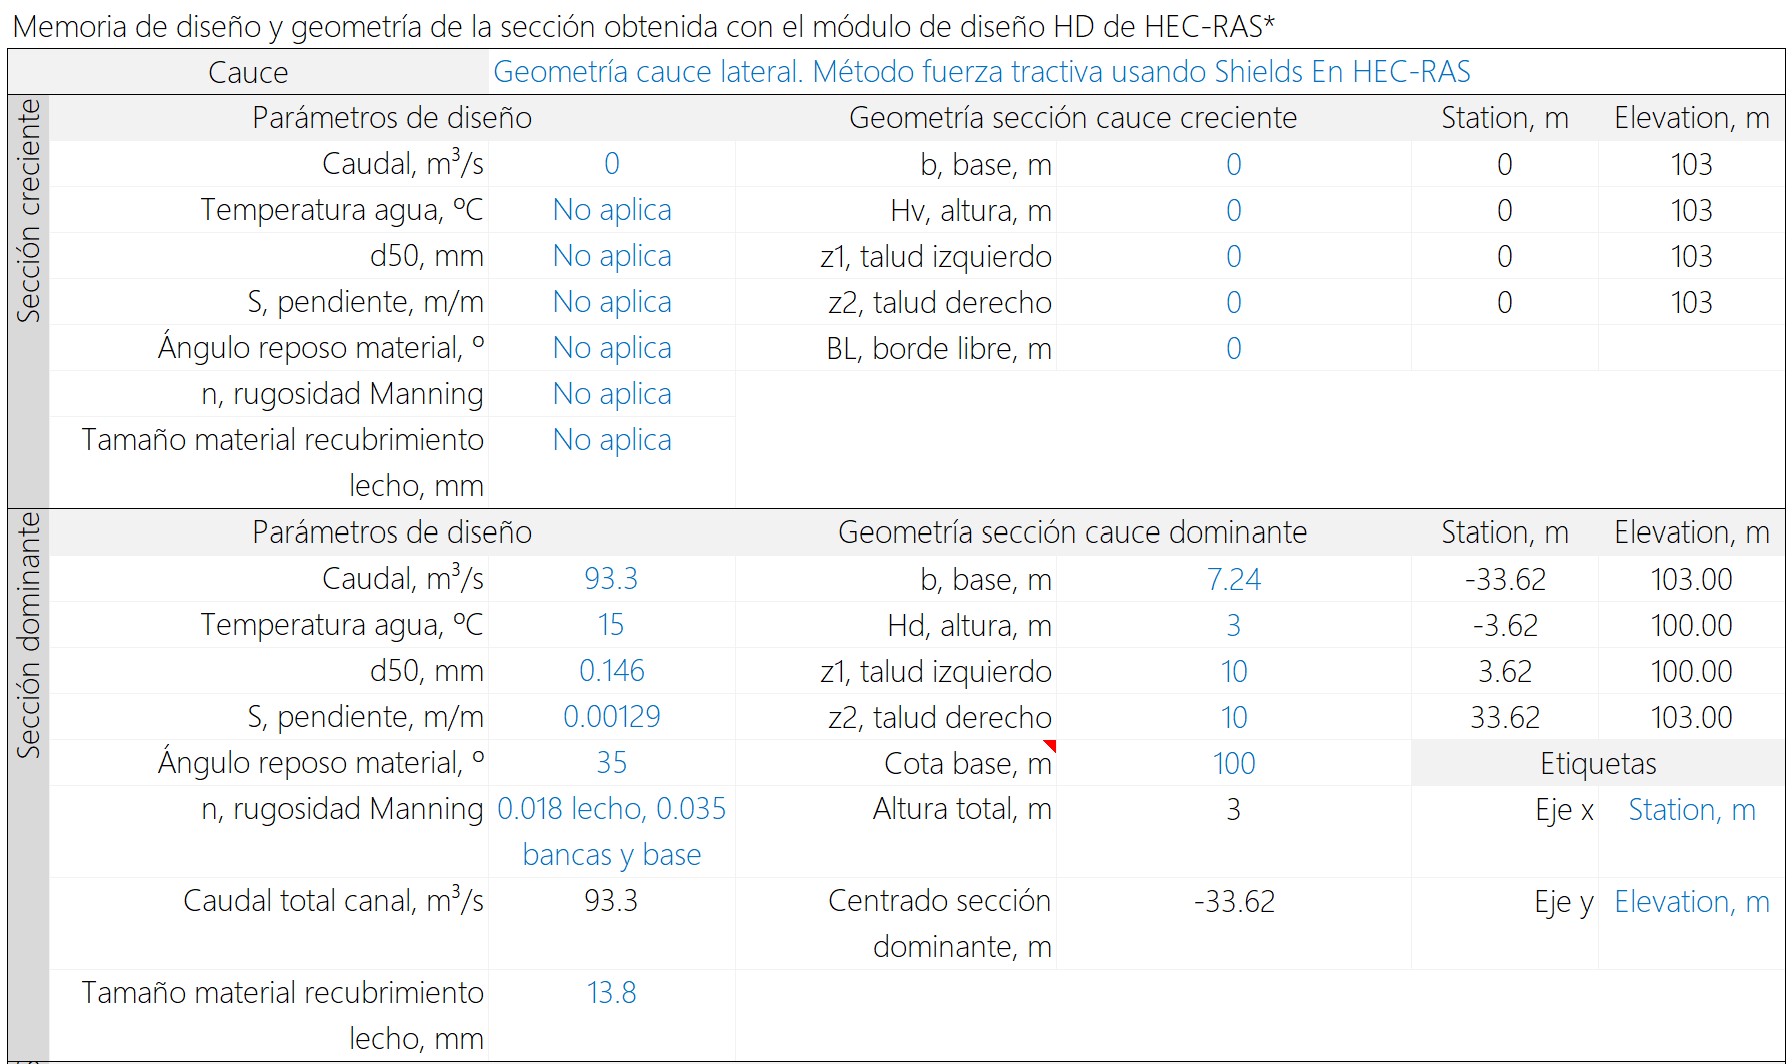 Memoria de diseño y geometría de la sección obtenida con el módulo de diseño HD de HEC-RAS*
Cauce Geometría cauce lateral. Método fuerza tractiva usando Shields En HEC-RAS
Sección creciente
Parámetros de diseño Geometría sección cauce creciente Station, m Elevation, m
Caudal, m³/s 0 b, base, m 0 0 103
Temperatura agua, ºC No aplica Hv, altura, m 0 0 103
d50, mm No aplica z1, talud izquierdo 0 0 103
S, pendiente, m/m No aplica z2, talud derecho 0 0 103
Ángulo reposo material, º No aplica BL, borde libre, m 0
n, rugosidad Manning No aplica
Tamaño material recubrimiento No aplica
lecho, mm
Sección dominante
Parámetros de diseño Geometría sección cauce dominante Station, m Elevation, m
Caudal, m³/s 93.3 b, base, m 7.24 -33.62 103.00
Temperatura agua, ºC 15 Hd, altura, m 3 -3.62 100.00
d50, mm 0.146 z1, talud izquierdo 10 3.62 100.00
S, pendiente, m/m 0.00129 z2, talud derecho 10 33.62 103.00
Ángulo reposo material, º 35 Cota base, m 100 Etiquetas
n, rugosidad Manning 0.018 lecho, 0.035 Altura total, m 3 Eje x Station, m
bancas y base
Caudal total canal, m³/s 93.3 Centrado sección -33.62 Eje y Elevation, m
dominante, m
Tamaño material recubrimiento 13.8
lecho, mm